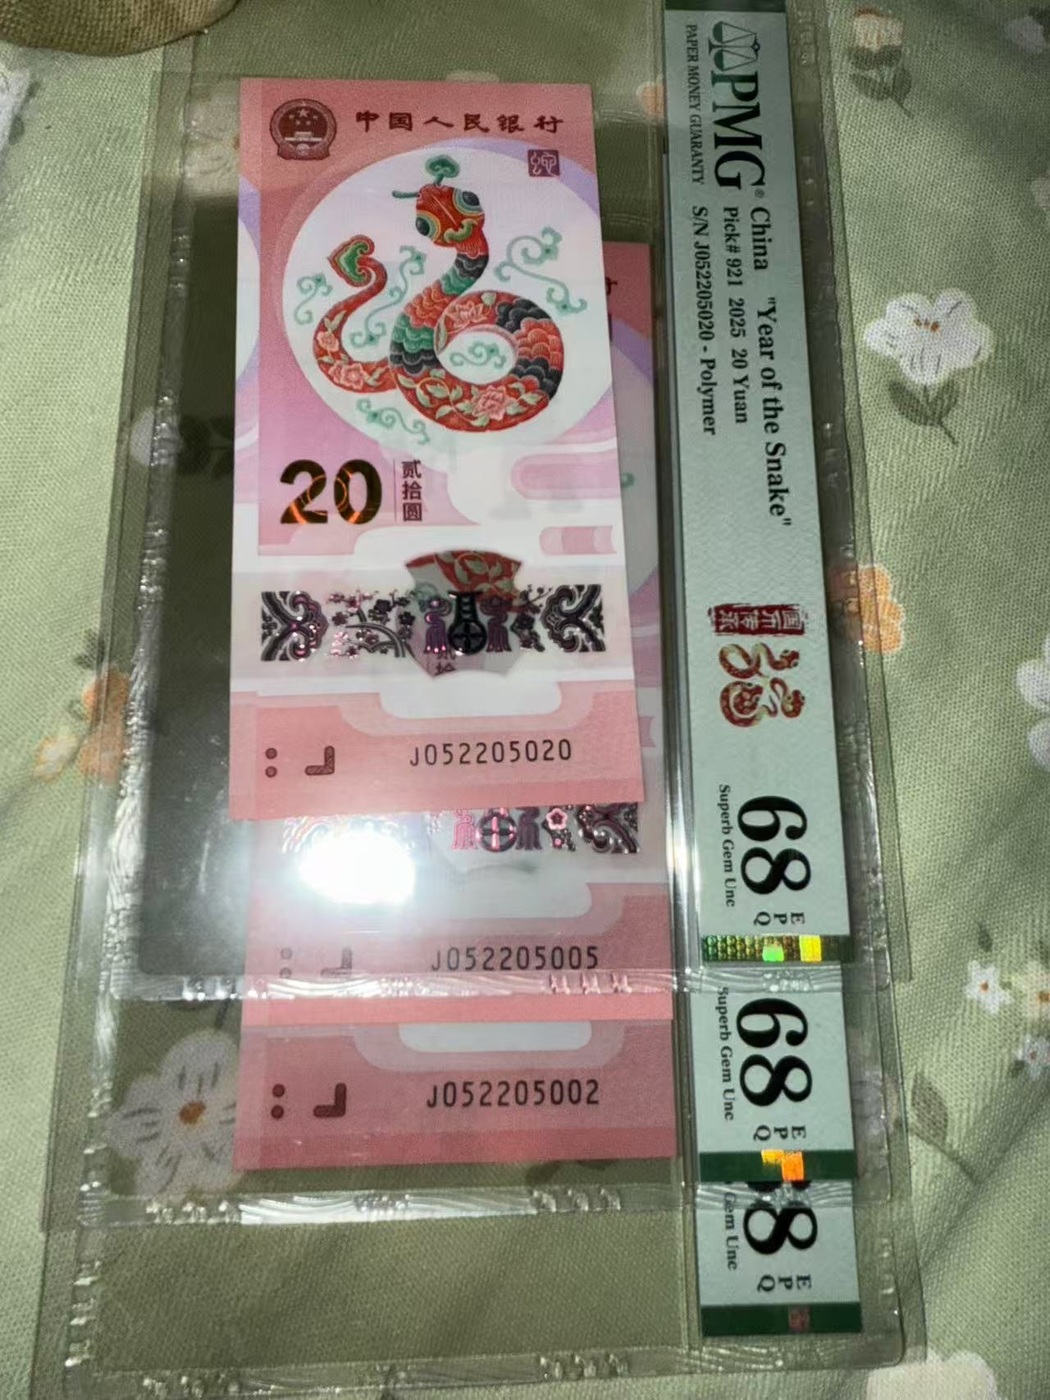 中国人民银行
20
贰拾圆
J052205020
J052205005
J052205002
PMG®
PAPER MONEY GUARANTY
China "Year of the Snake"
Pick# 921 2025 20 Yuan
S/N J052205020 - Polymer
68 EPQ
Superb Gem Unc
68 EPQ
Superb Gem Unc
68 EPQ
Gem Unc